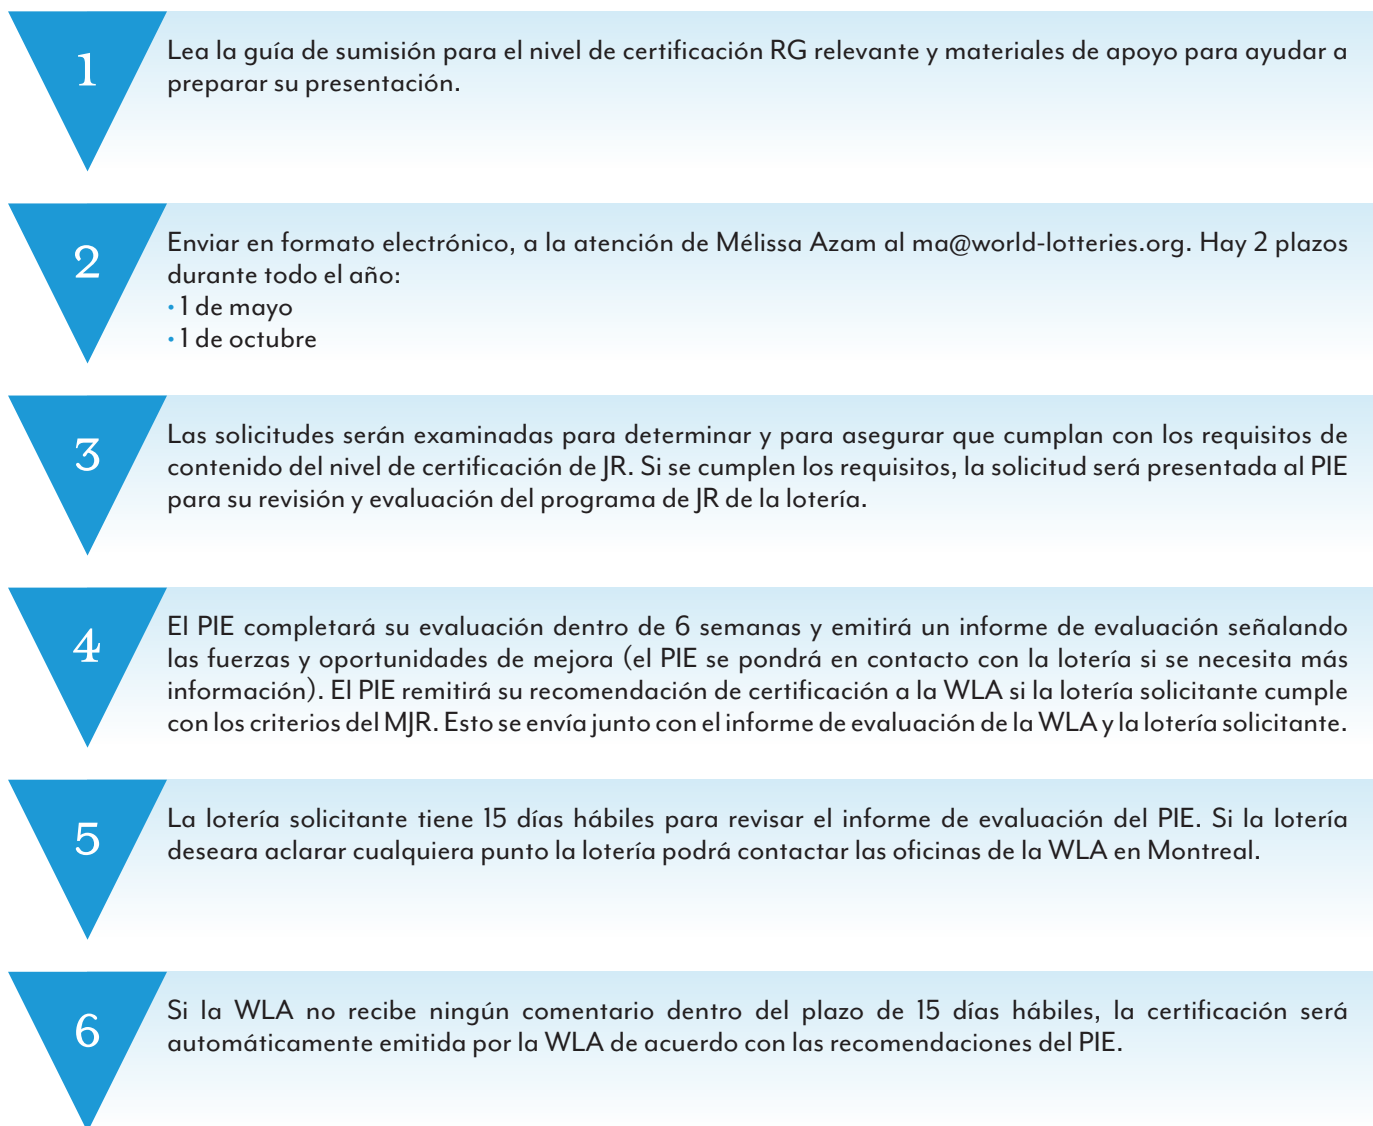 1
Lea la guía de sumisión para el nivel de certificación RG relevante y materiales de apoyo para ayudar a
preparar su presentación.
2
Enviar en formato electrónico, a la atención de Mélissa Azam al ma@world-lotteries.org. Hay 2 plazos
durante todo el año:
• 1 de mayo
• 1 de octubre
3
Las solicitudes serán examinadas para determinar y para asegurar que cumplan con los requisitos de
contenido del nivel de certificación de JR. Si se cumplen los requisitos, la solicitud será presentada al PIE
para su revisión y evaluación del programa de JR de la lotería.
4
El PIE completará su evaluación dentro de 6 semanas y emitirá un informe de evaluación señalando
las fuerzas y oportunidades de mejora (el PIE se pondrá en contacto con la lotería si se necesita más
información). El PIE remitirá su recomendación de certificación a la WLA si la lotería solicitante cumple
con los criterios del MJR. Esto se envía junto con el informe de evaluación de la WLA y la lotería solicitante.
5
La lotería solicitante tiene 15 días hábiles para revisar el informe de evaluación del PIE. Si la lotería
deseara aclarar cualquiera punto la lotería podrá contactar las oficinas de la WLA en Montreal.
6
Si la WLA no recibe ningún comentario dentro del plazo de 15 días hábiles, la certificación será
automáticamente emitida por la WLA de acuerdo con las recomendaciones del PIE.